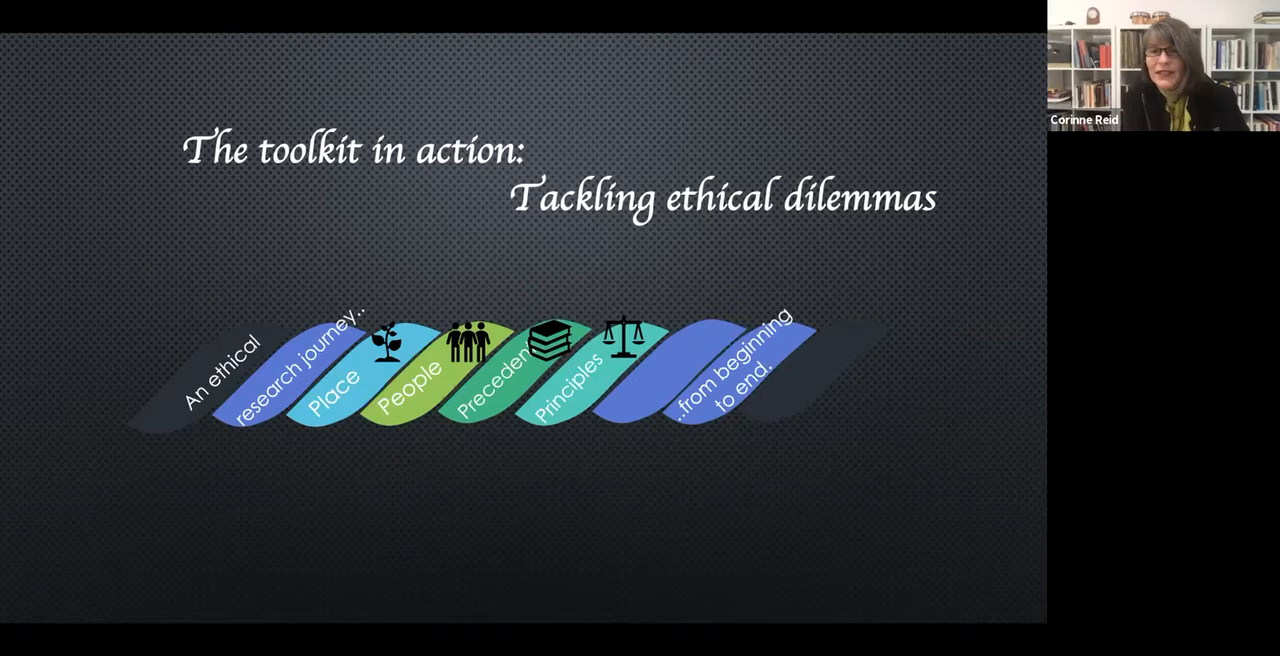 The toolkit in action:
Tackling ethical dilemmas
An ethical
research journey..
Place
People
Precedent
Principles
..from beginning
to end.
Corinne Reid